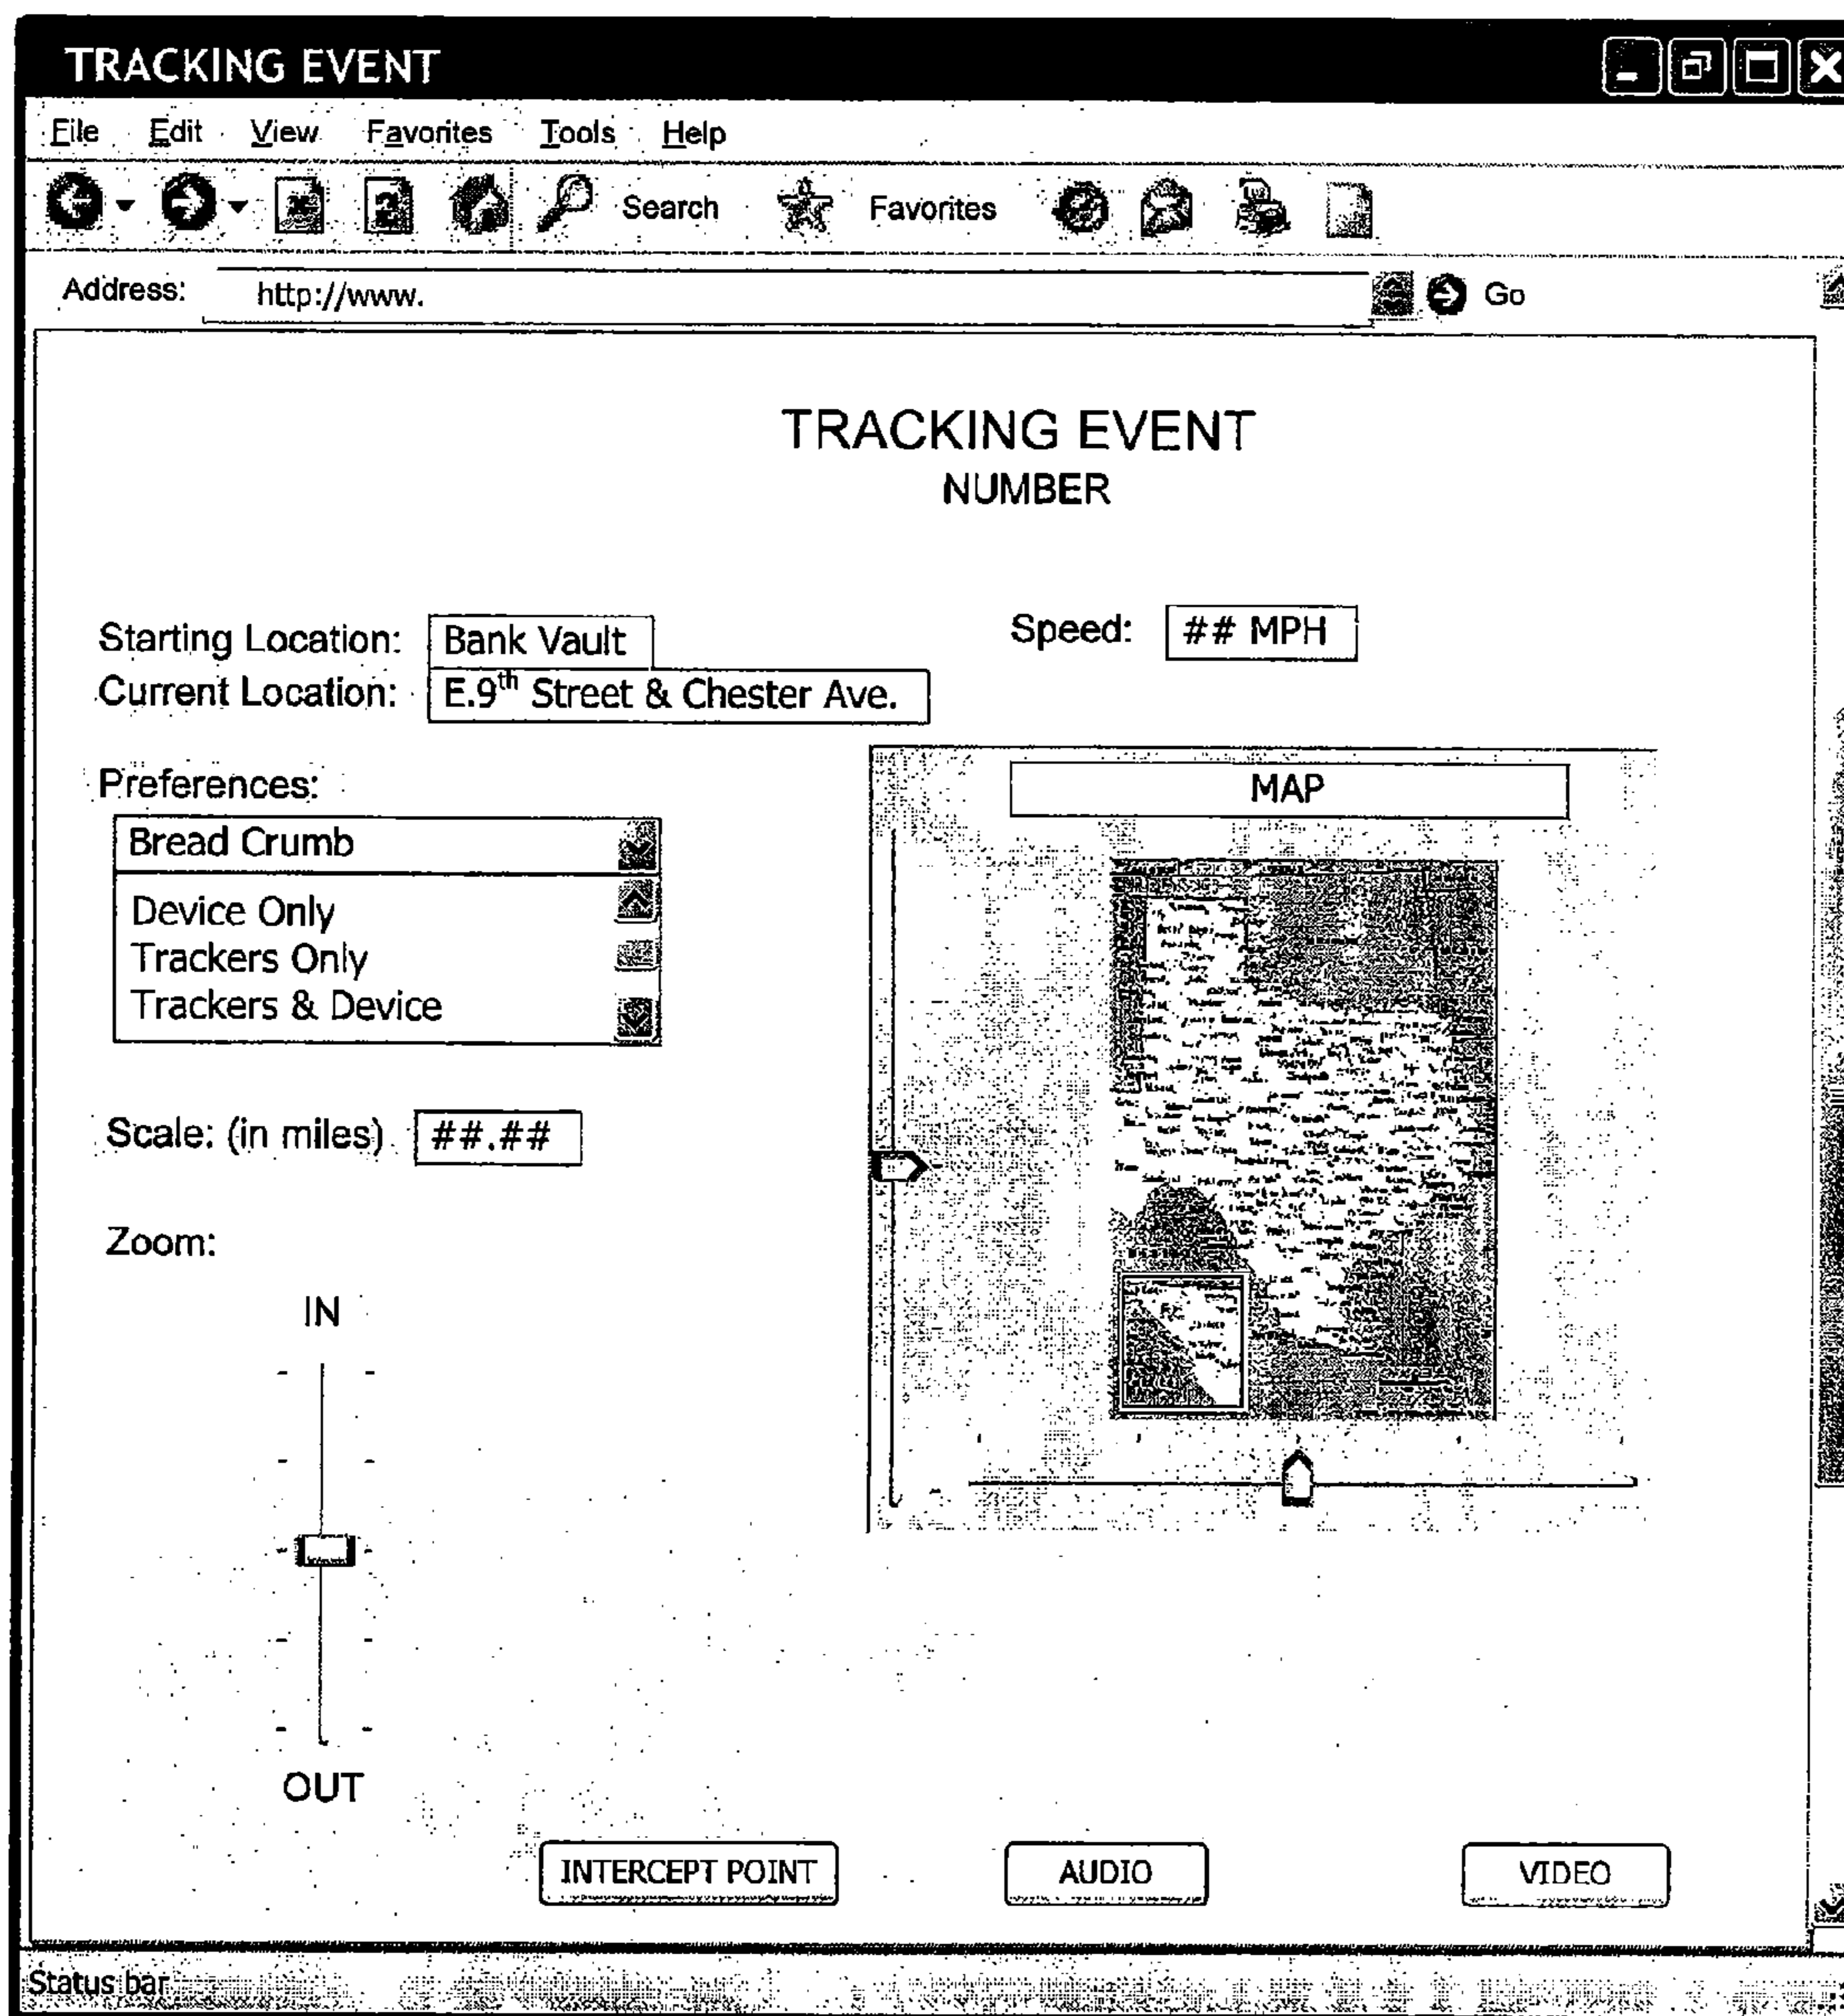 TRACKING EVENT
File Edit View Favorites Tools Help
Search Favorites
Address: http://www. Go
TRACKING EVENT
NUMBER
Starting Location: Bank Vault Speed: ## MPH
Current Location: E.9th Street & Chester Ave.
Preferences:
Bread Crumb
Device Only
Trackers Only
Trackers & Device
MAP
Scale: (in miles) ##.##
Zoom:
IN
OUT
INTERCEPT POINT AUDIO VIDEO
Status bar